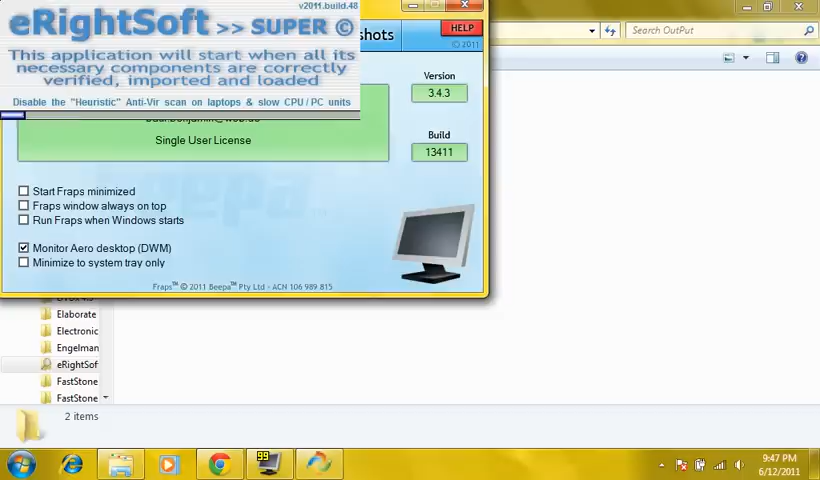 v2011.build.48
eRightSoft >> SUPER ©
This application will start when all its
necessary components are correctly
verified, imported and loaded
Disable the "Heuristic" Anti-Vir scan on laptops & slow CPU / PC units
shots
HELP
© 2011
Version
3.4.3
Single User License
Build
13411
Start Fraps minimized
Fraps window always on top
Run Fraps when Windows starts
Monitor Aero desktop (DWM)
Minimize to system tray only
Fraps™ © 2011 Beepa™ Pty Ltd - ACN 106 989 815
Search OutPut
Elaborate
Electronic
Engelman
eRightSof
FastStone
FastStone
2 items
99
9:47 PM
6/12/2011